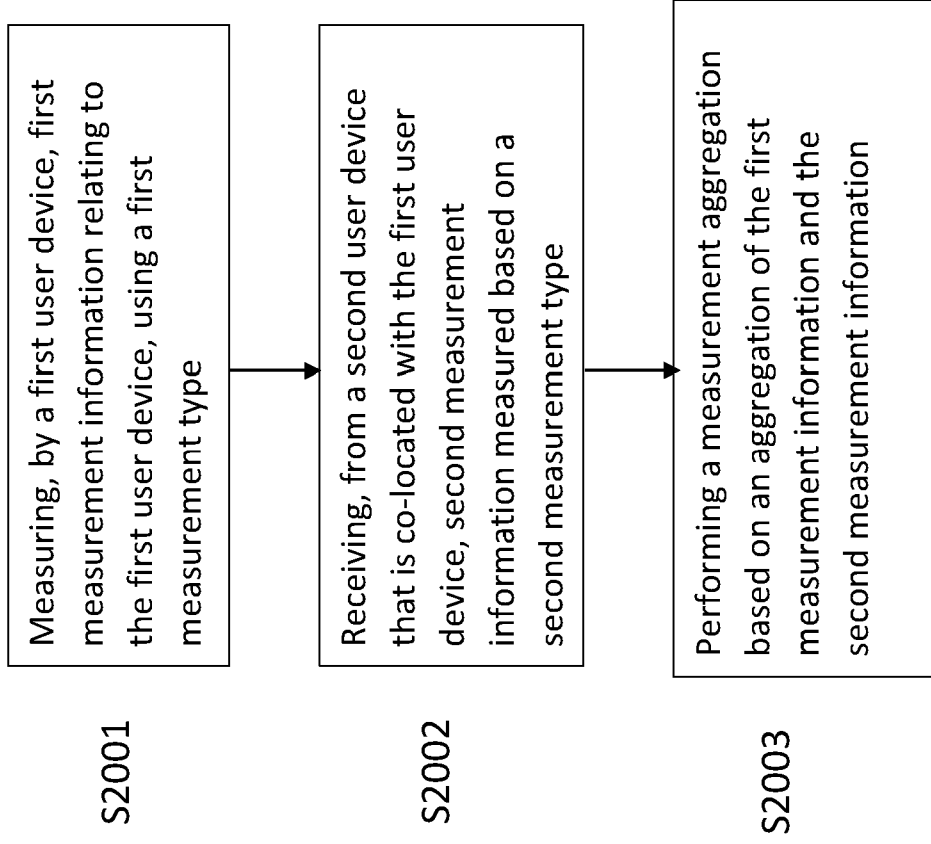 S2001
Measuring, by a first user device, first
measurement information relating to
the first user device, using a first
measurement type
S2002
Receiving, from a second user device
that is co-located with the first user
device, second measurement
information measured based on a
second measurement type
S2003
Performing a measurement aggregation
based on an aggregation of the first
measurement information and the
second measurement information